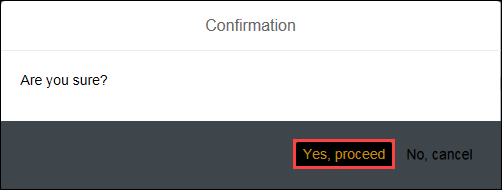 Confirmation
Are you sure?
Yes, proceed No, cancel